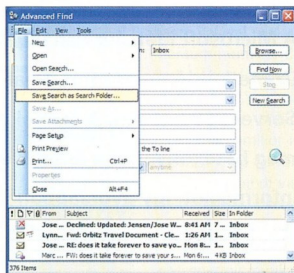 Advanced Find
File Edit View Tools
New
n: Inbox
Browse...
Open
Open Search...
Find Now
Save Search...
Stop
Save Search as Search Folder...
New Search
Save As...
Save Attachments
Page Setup
Print Preview
the To line
Print... Ctrl+P
anytime
Properties
Close Alt+F4
From Subject Received Size In Folder
Jose ... Declined: Updated: Jensen/Jose W... 8:41 AM 7 ... Inbox
Lynn... Fwd: Orbitz Travel Document - Cle... 1:26 AM 1... Inbox
Jose ... RE: does it take forever to save yo... Mon 8:... 1... Inbox
Marc ... FW: does it take forever to save your s... Mon 6:... 4 KB Inbox
376 Items